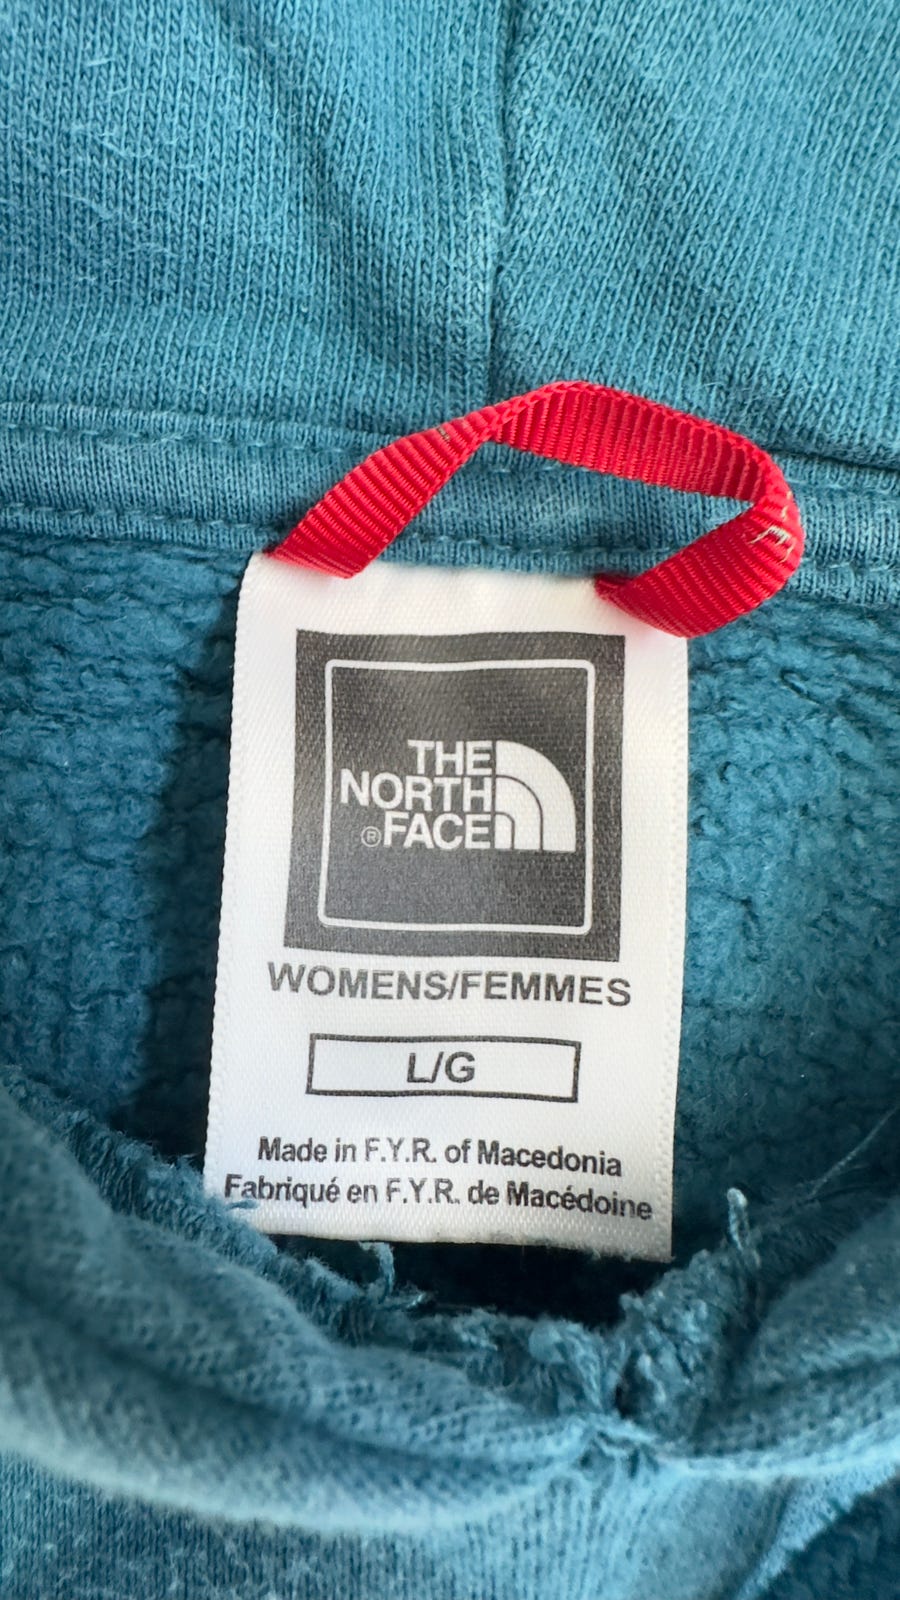 THE
NORTH
®FACE
WOMENS/FEMMES
L/G
Made in F.Y.R. of Macedonia
Fabriqué en F.Y.R. de Macédoine